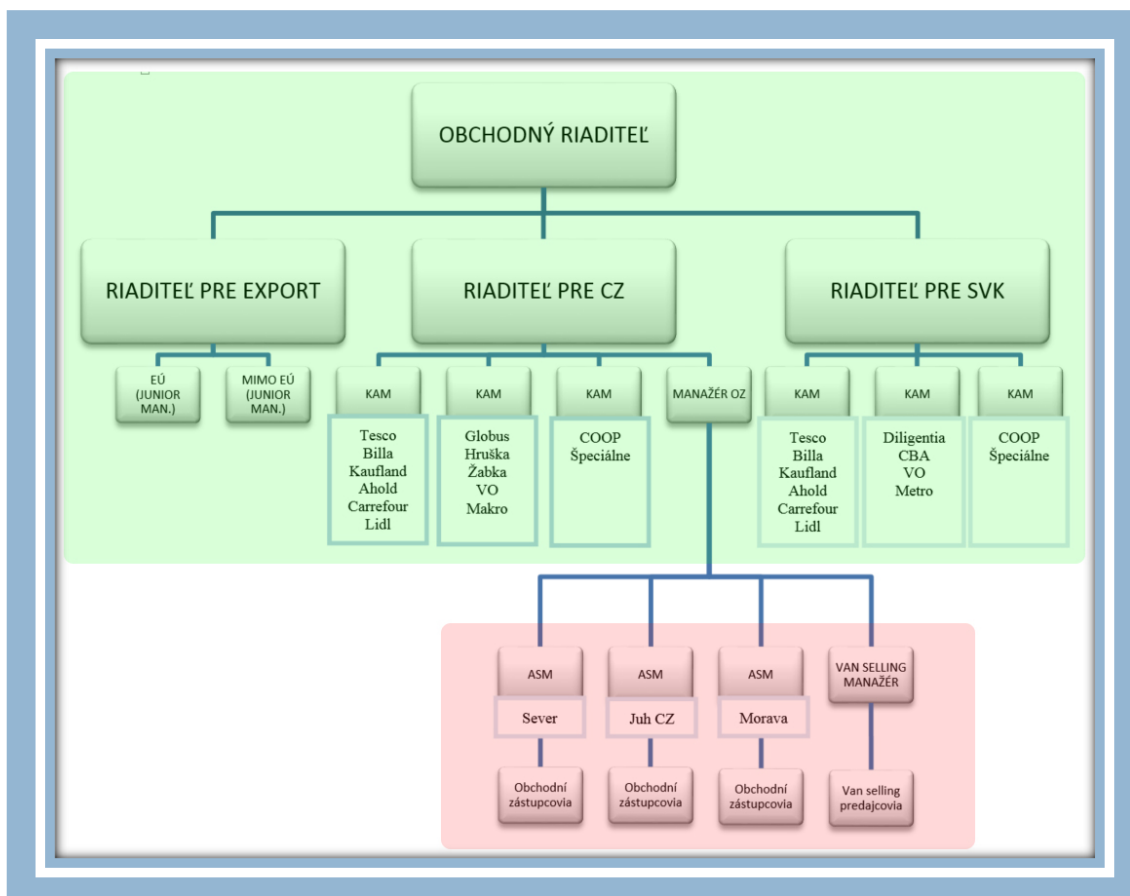 OBCHODNÝ RIADITEĽ
RIADITEĽ PRE EXPORT
RIADITEĽ PRE CZ
RIADITEĽ PRE SVK
EÚ
(JUNIOR
MAN.)
MIMO EÚ
(JUNIOR
MAN.)
KAM
Tesco
Billa
Kaufland
Ahold
Carrefour
Lidl
KAM
Globus
Hruška
Žabka
VO
Makro
KAM
COOP
Špeciálne
MANAŽÉR OZ
KAM
Tesco
Billa
Kaufland
Ahold
Carrefour
Lidl
KAM
Diligentia
CBA
VO
Metro
KAM
COOP
Špeciálne
ASM
Sever
Obchodní
zástupcovia
ASM
Juh CZ
Obchodní
zástupcovia
ASM
Morava
Obchodní
zástupcovia
VAN SELLING
MANAŽÉR
Van selling
predajcovia